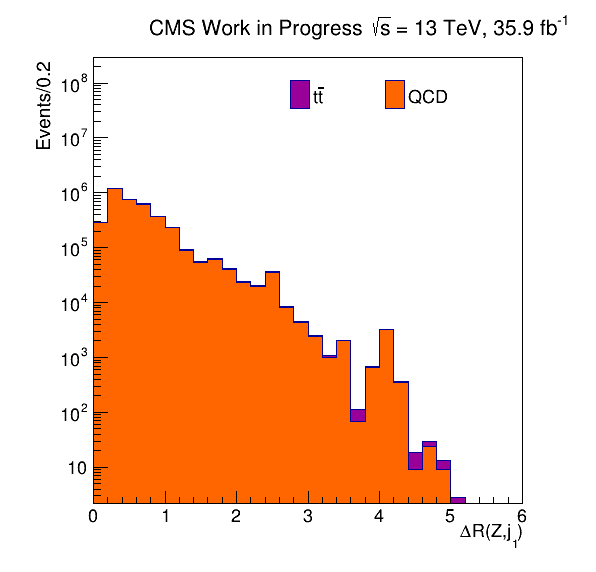 CMS Work in Progress √s = 13 TeV, 35.9 fb⁻¹
Events/0.2
tt̄
QCD
10⁸
10⁷
10⁶
10⁵
10⁴
10³
10²
10
0 1 2 3 4 5 6
ΔR(Z,j₁)